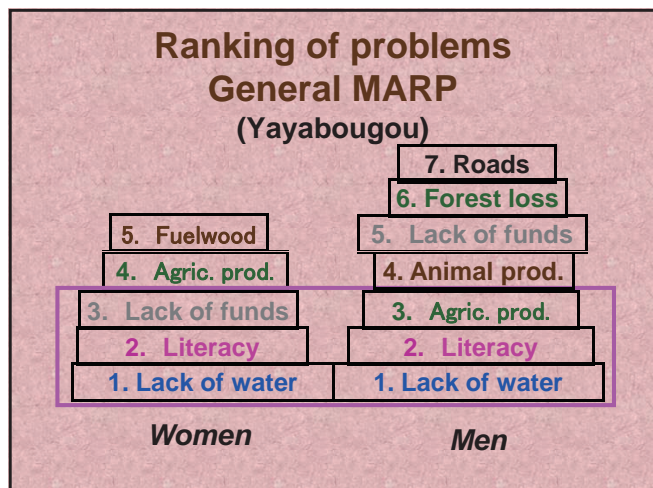 Ranking of problems
General MARP
(Yayabougou)
5. Fuelwood
4. Agric. prod.
3. Lack of funds
2. Literacy
1. Lack of water
Women
7. Roads
6. Forest loss
5. Lack of funds
4. Animal prod.
3. Agric. prod.
2. Literacy
1. Lack of water
Men